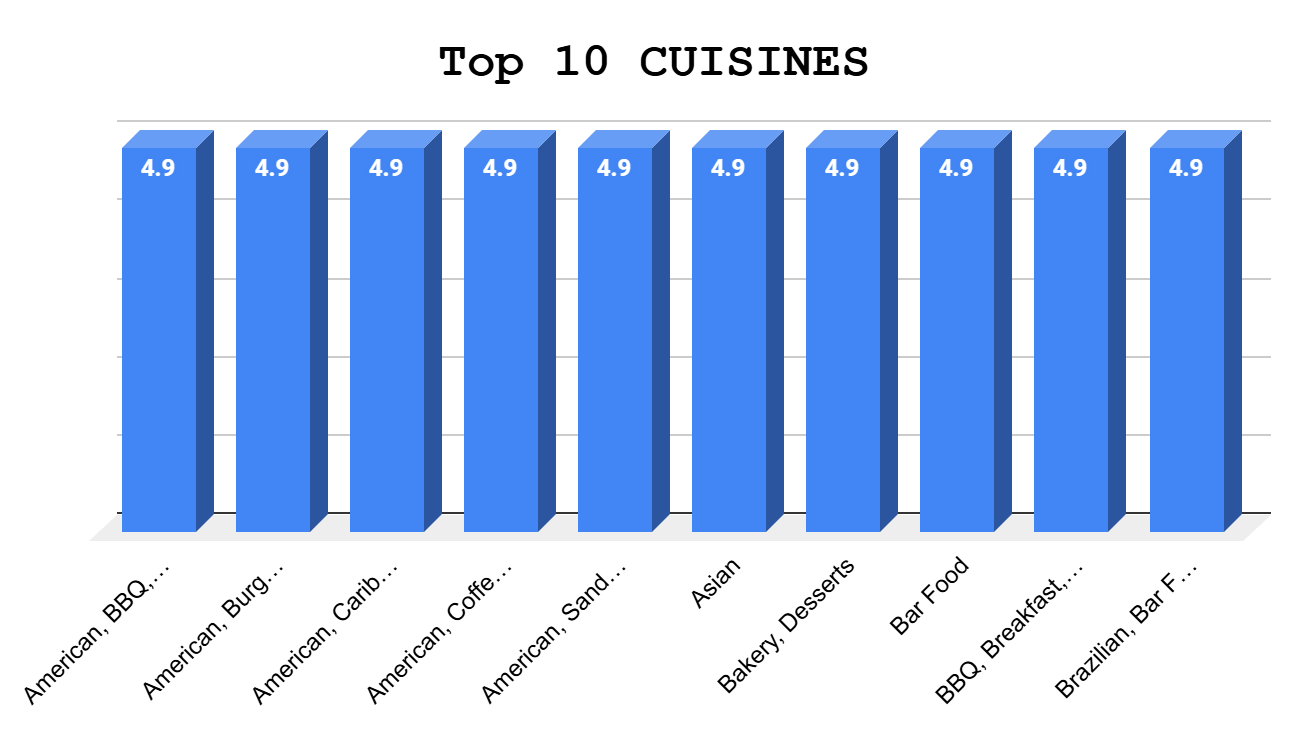 Top 10 CUISINES
4.9
4.9
4.9
4.9
4.9
4.9
4.9
4.9
4.9
4.9
American, BBQ,…
American, Burg…
American, Carib…
American, Coffe…
American, Sand…
Asian
Bakery, Desserts
Bar Food
BBQ, Breakfast,…
Brazilian, Bar F…